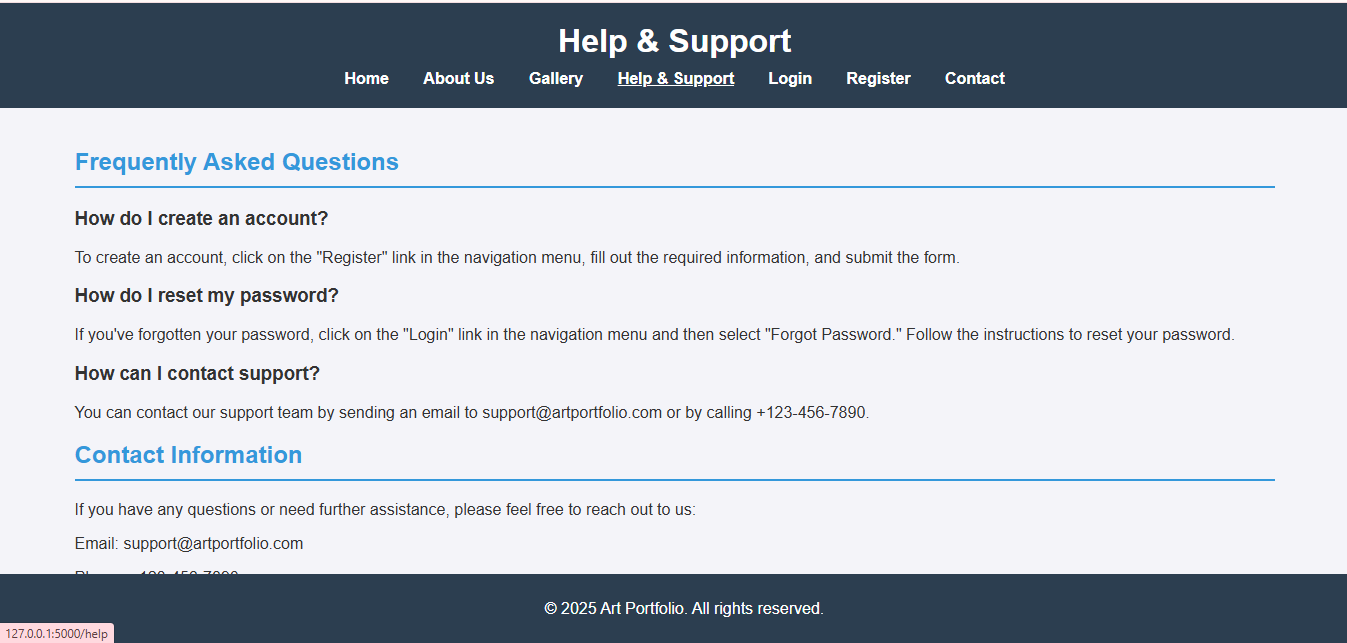 Help & Support
Home About Us Gallery Help & Support Login Register Contact
Frequently Asked Questions
How do I create an account?
To create an account, click on the "Register" link in the navigation menu, fill out the required information, and submit the form.
How do I reset my password?
If you've forgotten your password, click on the "Login" link in the navigation menu and then select "Forgot Password." Follow the instructions to reset your password.
How can I contact support?
You can contact our support team by sending an email to support@artportfolio.com or by calling +123-456-7890.
Contact Information
If you have any questions or need further assistance, please feel free to reach out to us:
Email: support@artportfolio.com
© 2025 Art Portfolio. All rights reserved.
127.0.0.1:5000/help